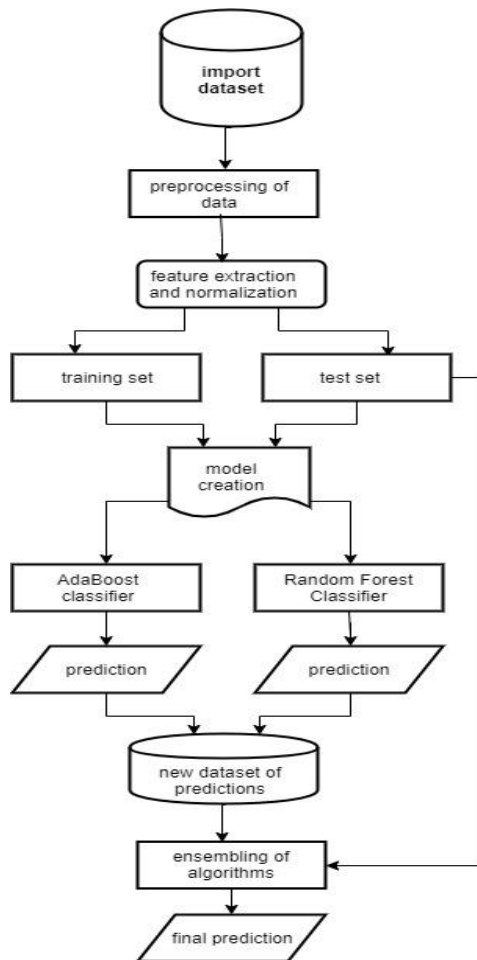 import
dataset
preprocessing of
data
feature extraction
and normalization
training set
test set
model
creation
AdaBoost
classifier
Random Forest
Classifier
prediction
prediction
new dataset of
predictions
ensembling of
algorithms
final prediction